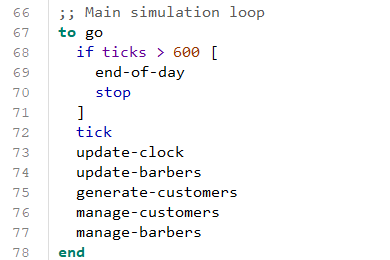 66 ;; Main simulation loop
67 to go
68   if ticks > 600 [
69     end-of-day
70     stop
71   ]
72   tick
73   update-clock
74   update-barbers
75   generate-customers
76   manage-customers
77   manage-barbers
78 end